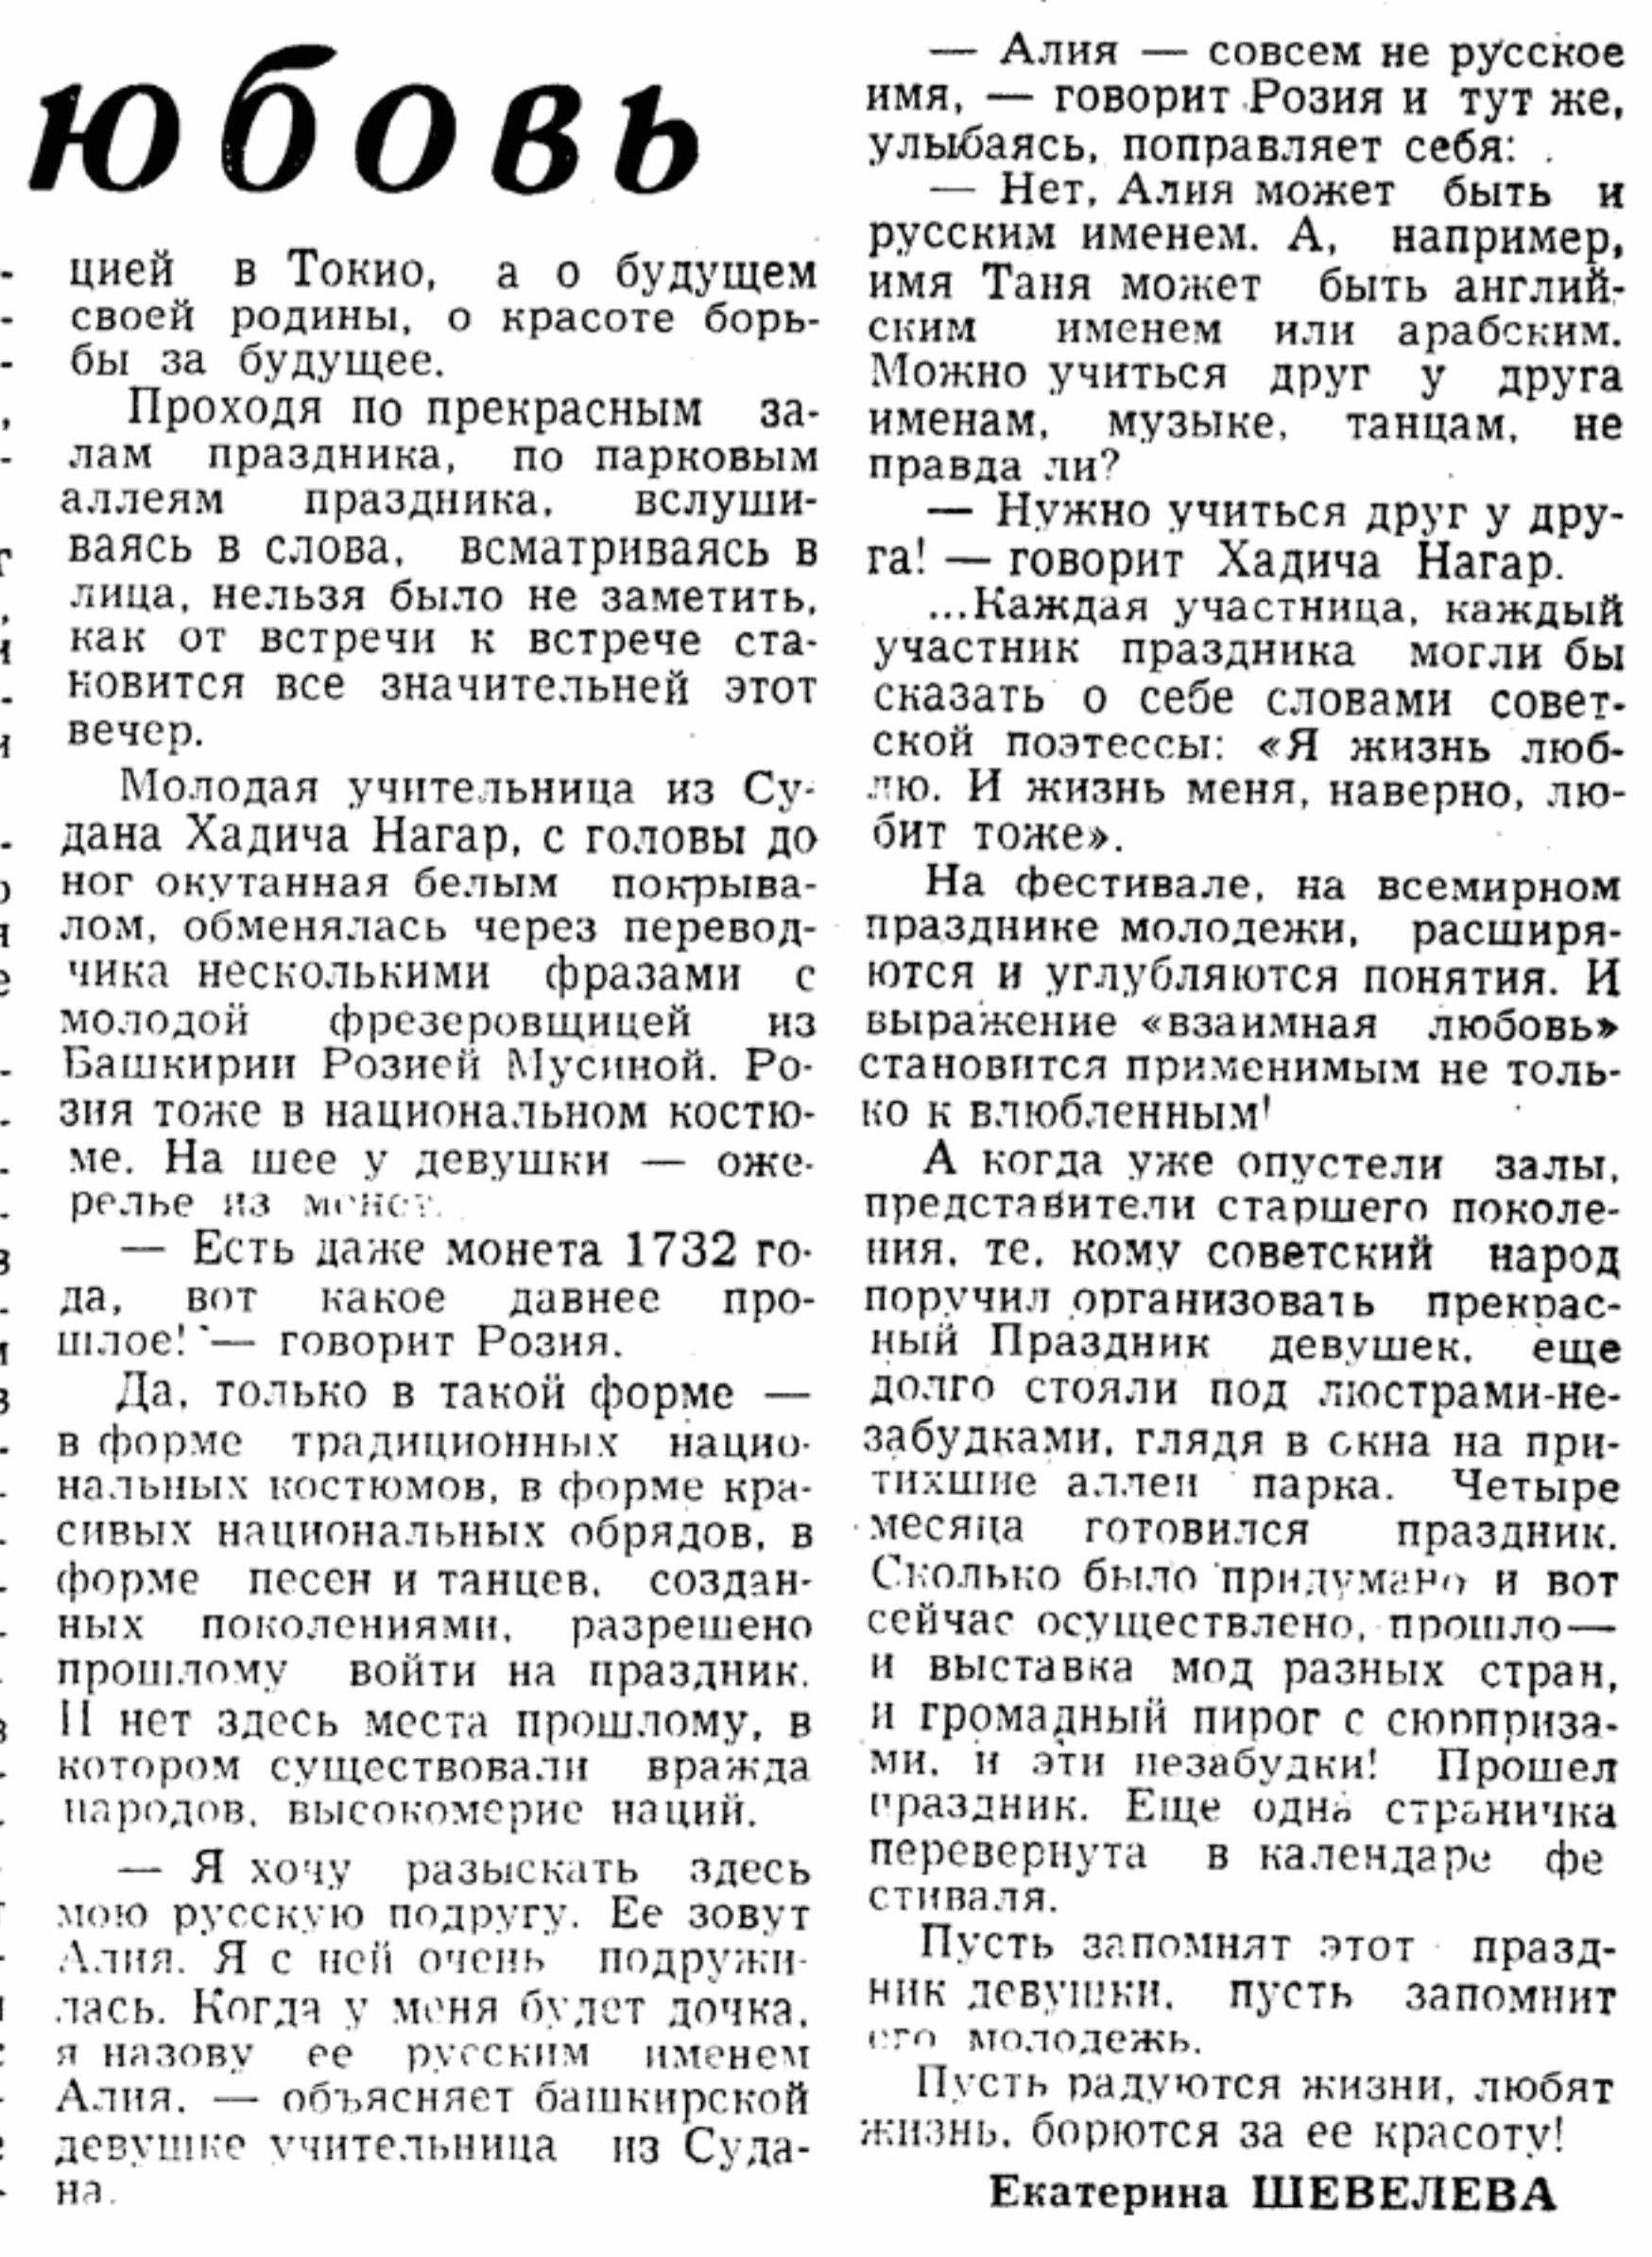 юбовь
цией в Токио, а о будущем
своей родины, о красоте борь-
бы за будущее.
Проходя по прекрасным за-
лам праздника, по парковым
аллеям праздника, вслуши-
ваясь в слова, всматриваясь в
лица, нельзя было не заметить,
как от встречи к встрече ста-
новится все значительней этот
вечер.
Молодая учительница из Су-
дана Хадича Нагар, с головы до
ног окутанная белым покрыва-
лом, обменялась через перевод-
чика несколькими фразами с
молодой фрезеровщицей из
Башкирии Розией Мусиной. Ро-
зия тоже в национальном костю-
ме. На шее у девушки — оже-
релье из монет.
— Есть даже монета 1732 го-
да, вот какое давнее про-
шлое! — говорит Розия.
Да, только в такой форме —
в форме традиционных нацио-
нальных костюмов, в форме кра-
сивых национальных обрядов, в
форме песен и танцев, создан-
ных поколениями, разрешено
прошлому войти на праздник.
И нет здесь места прошлому, в
котором существовали вражда
народов, высокомерие наций.
— Я хочу разыскать здесь
мою русскую подругу. Ее зовут
Алия. Я с ней очень подружи-
лась. Когда у меня будет дочка,
я назову ее русским именем
Алия, — объясняет башкирской
девушке учительница из Суда-
на.
— Алия — совсем не русское
имя, — говорит Розия и тут же,
улыбаясь, поправляет себя:
— Нет, Алия может быть и
русским именем. А, например,
имя Таня может быть англий-
ским именем или арабским.
Можно учиться друг у друга
именам, музыке, танцам, не
правда ли?
— Нужно учиться друг у дру-
га! — говорит Хадича Нагар.
...Каждая участница, каждый
участник праздника могли бы
сказать о себе словами совет-
ской поэтессы: «Я жизнь люб-
лю. И жизнь меня, наверно, лю-
бит тоже».
На фестивале, на всемирном
празднике молодежи, расширя-
ются и углубляются понятия. И
выражение «взаимная любовь»
становится применимым не толь-
ко к влюбленным!
А когда уже опустели залы,
представители старшего поколе-
ния, те, кому советский народ
поручил организовать прекрас-
ный Праздник девушек, еще
долго стояли под люстрами-не-
забудками, глядя в окна на при-
тихшие аллеи парка. Четыре
месяца готовился праздник.
Сколько было придумано и вот
сейчас осуществлено, прошло—
и выставка мод разных стран,
и громадный пирог с сюрприза-
ми, и эти незабудки! Прошел
праздник. Еще одна страничка
перевернута в календаре фе
стиваля.
Пусть запомнят этот празд-
ник девушки, пусть запомнит
его молодежь.
Пусть радуются жизни, любят
жизнь, борются за ее красоту!
Екатерина ШЕВЕЛЕВА